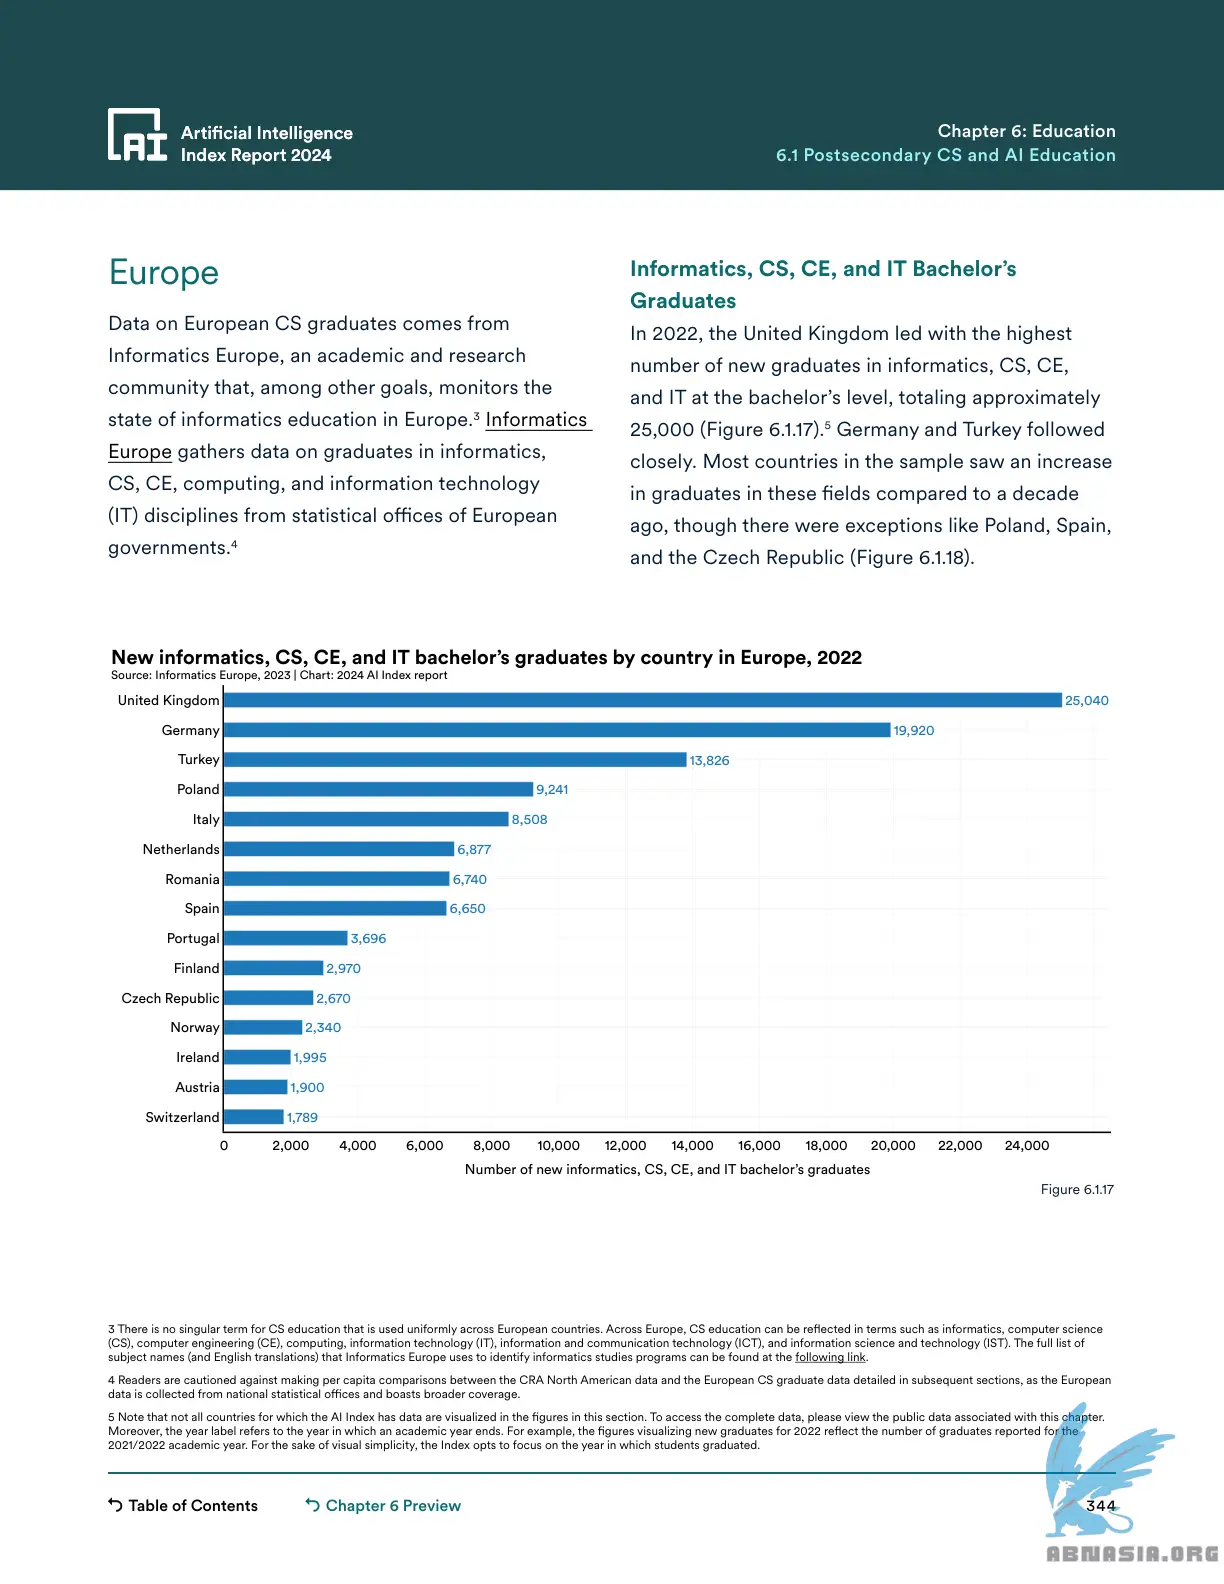 Artificial Intelligence
Index Report 2024
Chapter 6: Education
6.1 Postsecondary CS and AI Education
Europe
Data on European CS graduates comes from
Informatics Europe, an academic and research
community that, among other goals, monitors the
state of informatics education in Europe.³ Informatics
Europe gathers data on graduates in informatics,
CS, CE, computing, and information technology
(IT) disciplines from statistical offices of European
governments.⁴
Informatics, CS, CE, and IT Bachelor’s
Graduates
In 2022, the United Kingdom led with the highest
number of new graduates in informatics, CS, CE,
and IT at the bachelor’s level, totaling approximately
25,000 (Figure 6.1.17).⁵ Germany and Turkey followed
closely. Most countries in the sample saw an increase
in graduates in these fields compared to a decade
ago, though there were exceptions like Poland, Spain,
and the Czech Republic (Figure 6.1.18).
New informatics, CS, CE, and IT bachelor’s graduates by country in Europe, 2022
Source: Informatics Europe, 2023 | Chart: 2024 AI Index report
United Kingdom 25,040
Germany 19,920
Turkey 13,826
Poland 9,241
Italy 8,508
Netherlands 6,877
Romania 6,740
Spain 6,650
Portugal 3,696
Finland 2,970
Czech Republic 2,670
Norway 2,340
Ireland 1,995
Austria 1,900
Switzerland 1,789
0 2,000 4,000 6,000 8,000 10,000 12,000 14,000 16,000 18,000 20,000 22,000 24,000
Number of new informatics, CS, CE, and IT bachelor’s graduates
Figure 6.1.17
3 There is no singular term for CS education that is used uniformly across European countries. Across Europe, CS education can be reflected in terms such as informatics, computer science
(CS), computer engineering (CE), computing, information technology (IT), information and communication technology (ICT), and information science and technology (IST). The full list of
subject names (and English translations) that Informatics Europe uses to identify informatics studies programs can be found at the following link.
4 Readers are cautioned against making per capita comparisons between the CRA North American data and the European CS graduate data detailed in subsequent sections, as the European
data is collected from national statistical offices and boasts broader coverage.
5 Note that not all countries for which the AI Index has data are visualized in the figures in this section. To access the complete data, please view the public data associated with this chapter.
Moreover, the year label refers to the year in which an academic year ends. For example, the figures visualizing new graduates for 2022 reflect the number of graduates reported for the
2021/2022 academic year. For the sake of visual simplicity, the Index opts to focus on the year in which students graduated.
Table of Contents
Chapter 6 Preview
344
ABNASIA.ORG